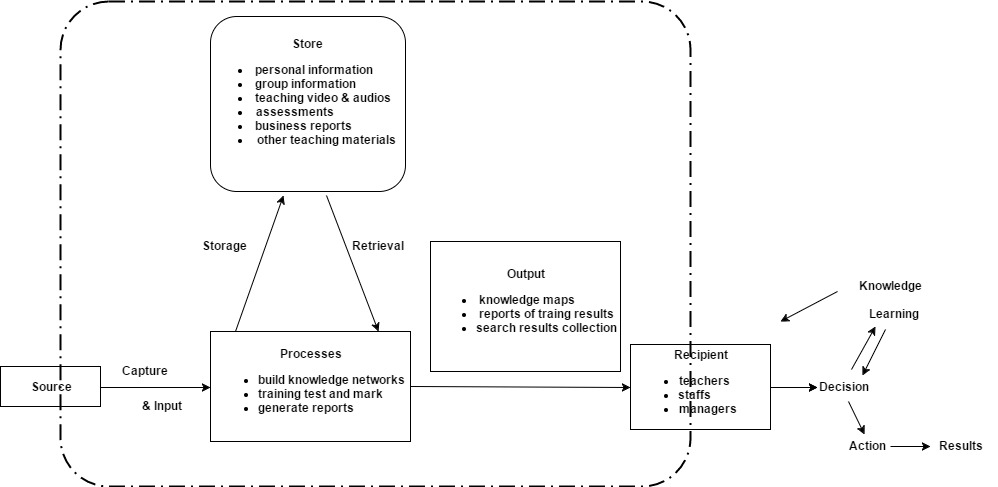 Store
• personal information
• group information
• teaching video & audios
• assessments
• business reports
• other teaching materials
Storage
Retrieval
Output
• knowledge maps
• reports of traing results
• search results collection
Knowledge
Learning
Processes
• build knowledge networks
• training test and mark
• generate reports
Recipient
• teachers
• staffs
• managers
Source
Capture
& Input
Decision
Action
Results